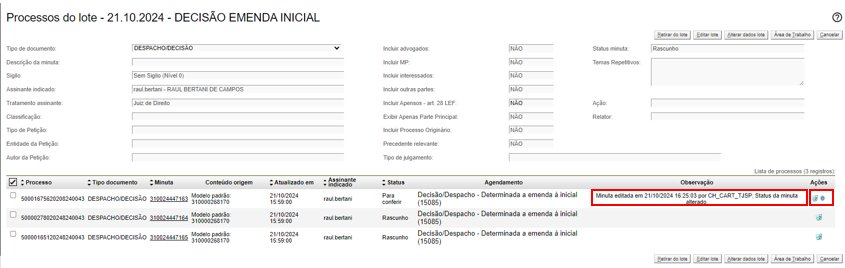 Processos do lote - 21.10.2024 - DECISÃO EMENDA INICIAL
Retirar do lote Editar lote Alterar dados lote Área de Trabalho Cancelar
Tipo de documento: DESPACHO/DECISÃO Incluir advogados: NÃO Status minuta: Rascunho
Descrição da minuta: Incluir MP: NÃO Temas Repetitivos:
Sigilo: Sem Sigilo (Nível 0) Incluir interessados: NÃO
Assinante indicado: raul.bertani - RAUL BERTANI DE CAMPOS Incluir outras partes: NÃO
Tratamento assinante: Juiz de Direito Incluir Apensos - art. 28 LEF: NÃO Ação:
Classificação: Exibir Apenas Parte Principal: NÃO Relator:
Tipo de Petição: Incluir Processo Originário: NÃO
Entidade da Petição: Precedente relevante: NÃO
Autor da Petição: Tipo de julgamento:
Lista de processos (3 registros)
Processo Tipo documento Minuta Conteúdo origem Atualizado em Assinante indicado Status Agendamento Observação Ações
50001675620208240043 DESPACHO/DECISÃO 310024447163 Modelo padrão: 310000268170 21/10/2024 15:59:00 raul.bertani Para conferir Decisão/Despacho - Determinada a emenda à inicial (15085) Minuta editada em 21/10/2024 16:25:03 por CH_CART_TJSP, Status da minuta alterado
50000278020248240043 DESPACHO/DECISÃO 310024447164 Modelo padrão: 310000268170 21/10/2024 15:59:00 raul.bertani Rascunho Decisão/Despacho - Determinada a emenda à inicial (15085)
50000165120248240043 DESPACHO/DECISÃO 310024447165 Modelo padrão: 310000268170 21/10/2024 15:59:00 raul.bertani Rascunho Decisão/Despacho - Determinada a emenda à inicial (15085)
Retirar do lote Editar lote Alterar dados lote Área de Trabalho Cancelar